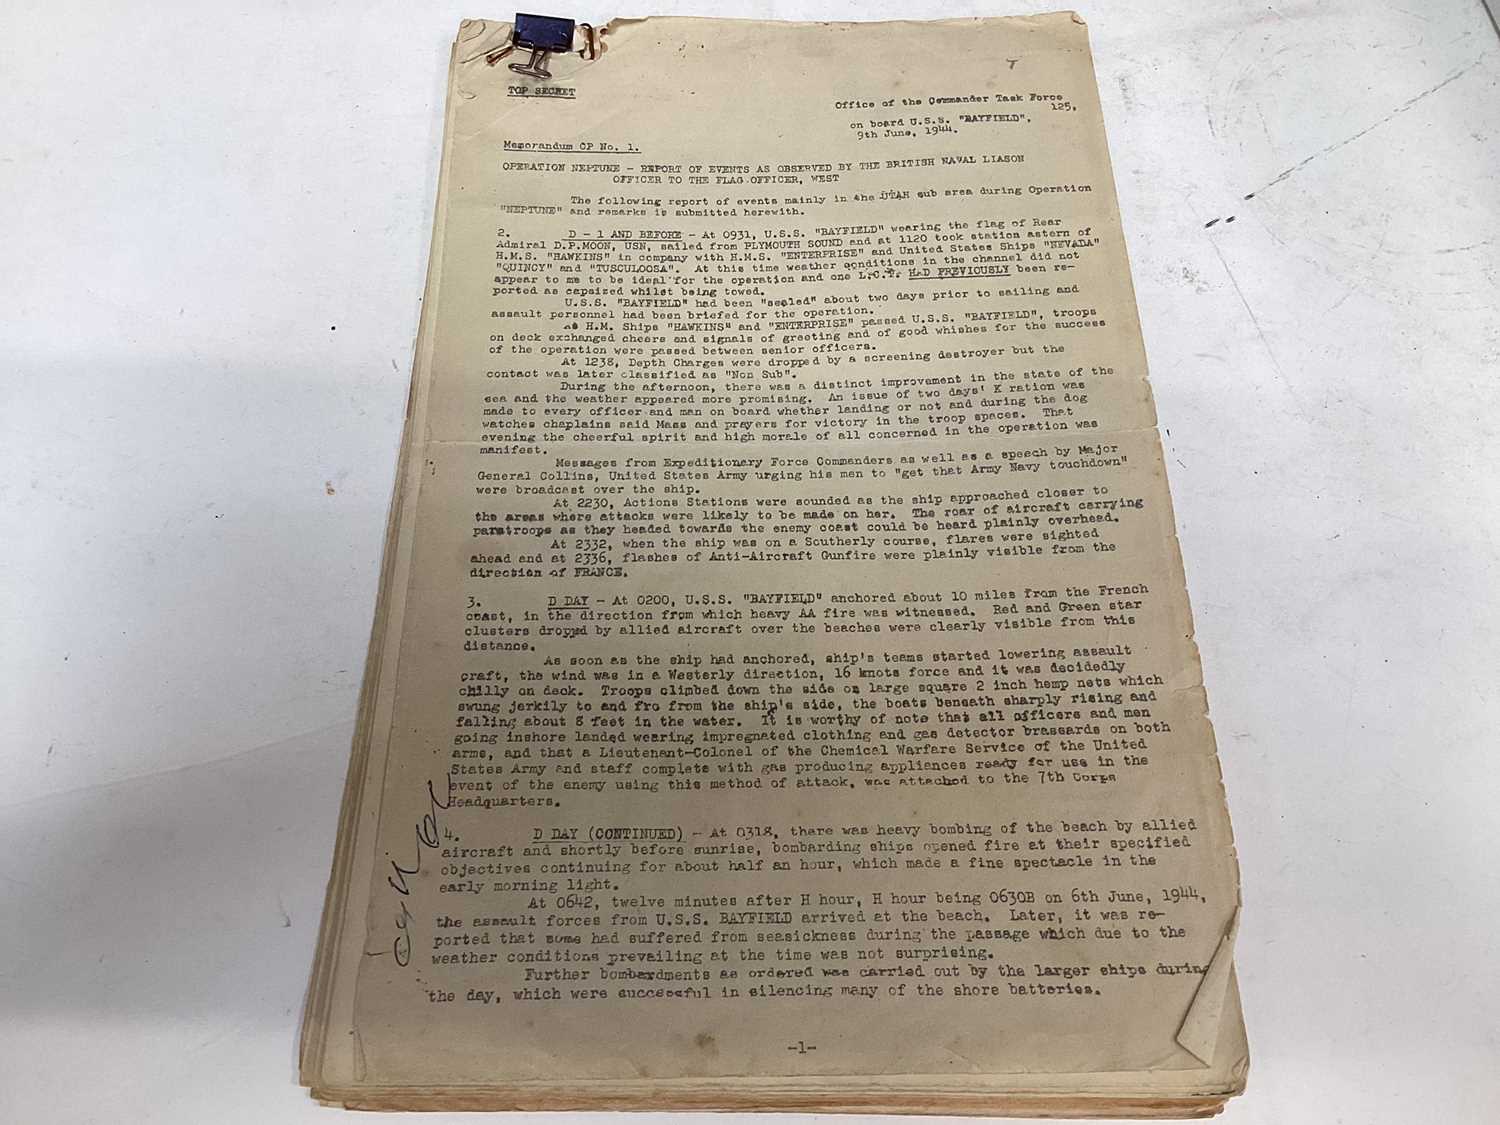 T
TOP SECRET
Office of the Commander Task Force
125,
on board U.S.S. "BAYFIELD",
9th June, 1944.
Memorandum OP No. 1.
OPERATION NEPTUNE - REPORT OF EVENTS AS OBSERVED BY THE BRITISH NAVAL LIASON
OFFICER TO THE FLAG OFFICER, WEST
The following report of events mainly in the UTAH sub area during Operation
"NEPTUNE" and remarks is submitted herewith.
2. D - 1 AND BEFORE - At 0931, U.S.S. "BAYFIELD" wearing the flag of Rear
Admiral D.P.MOON, USN, sailed from PLYMOUTH SOUND and at 1120 took station astern of
H.M.S. "HAWKINS" in company with H.M.S. "ENTERPRISE" and United States Ships "NEVADA"
"QUINCY" and "TUSCULOOSA". At this time weather conditions in the channel did not
appear to me to be ideal for the operation and one L.C.T. HAD PREVIOUSLY been re-
ported as capsized whilst being towed.
U.S.S. "BAYFIELD" had been "sealed" about two days prior to sailing and
assault personnel had been briefed for the operation.
As H.M. Ships "HAWKINS" and "ENTERPRISE" passed U.S.S. "BAYFIELD", troops
on deck exchanged cheers and signals of greeting and of good whishes for the success
of the operation were passed between senior officers.
At 1238, Depth Charges were dropped by a screening destroyer but the
contact was later classified as "Non Sub".
During the afternoon, there was a distinct improvement in the state of the
sea and the weather appeared more promising. An issue of two days' K ration was
made to every officer and man on board whether landing or not and during the dog
watches chaplains said Mass and prayers for victory in the troop spaces. That
evening the cheerful spirit and high morale of all concerned in the operation was
manifest.
Messages from Expeditionary Force Commanders as well as a speech by Major
General Collins, United States Army urging his men to "get that Army Navy touchdown"
were broadcast over the ship.
At 2230, Actions Stations were sounded as the ship approached closer to
the areas where attacks were likely to be made on her. The roar of aircraft carrying
paratroops as they headed towards the enemy coast could be heard plainly overhead.
At 2332, when the ship was on a Southerly course, flares were sighted
ahead and at 2336, flashes of Anti-Aircraft Gunfire were plainly visible from the
direction of FRANCE.
3. D DAY - At 0200, U.S.S. "BAYFIELD" anchored about 10 miles from the French
coast, in the direction from which heavy AA fire was witnessed. Red and Green star
clusters dropped by allied aircraft over the beaches were clearly visible from this
distance.
As soon as the ship had anchored, ship's teams started lowering assault
craft, the wind was in a Westerly direction, 16 knots force and it was decidedly
chilly on deck. Troops climbed down the side on large square 2 inch hemp nets which
swung jerkily to and fro from the ship's side, the boats beneath sharply rising and
falling about 8 feet in the water. It is worthy of note that all officers and men
going inshore landed wearing impregnated clothing and gas detector brassards on both
arms, and that a Lieutenant-Colonel of the Chemical Warfare Service of the United
States Army and staff complete with gas producing appliances ready for use in the
event of the enemy using this method of attack, was attached to the 7th Corps
Headquarters.
4. D DAY (CONTINUED) - At 0318, there was heavy bombing of the beach by allied
aircraft and shortly before sunrise, bombarding ships opened fire at their specified
objectives continuing for about half an hour, which made a fine spectacle in the
early morning light.
At 0642, twelve minutes after H hour, H hour being 0630B on 6th June, 1944,
the assault forces from U.S.S. BAYFIELD arrived at the beach. Later, it was re-
ported that some had suffered from seasickness during the passage which due to the
weather conditions prevailing at the time was not surprising.
Further bombardments as ordered was carried out by the larger ships during
the day, which were successful in silencing many of the shore batteries.
-1-